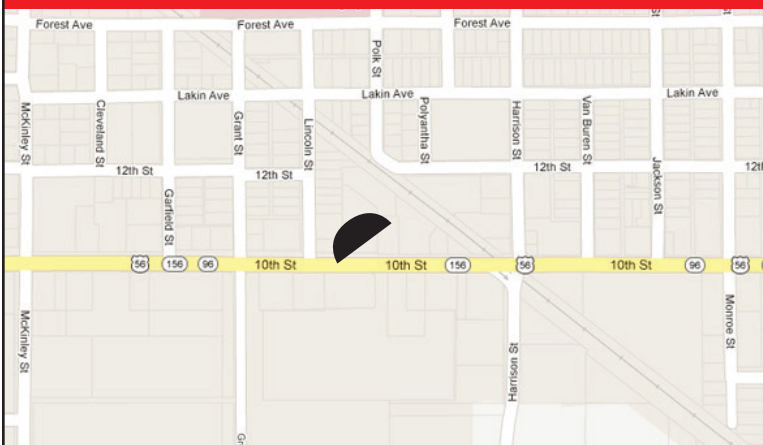 Forest Ave
Forest Ave
Forest Ave
Polk St
Lakin Ave
Lakin Ave
Lakin Ave
McKinley St
Cleveland St
Grant St
Lincoln St
Polyantha St
Harrison St
Van Buren St
Jackson St
12th St
12th St
12th St
Garfield St
56
156
96
10th St
10th St
156
56
10th St
96
56
McKinley St
Harrison St
Monroe St